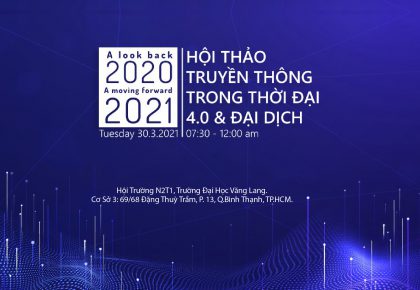 A look back
2020
A moving forward
2021
Tuesday 30.3.2021
HỘI THẢO
TRUYỀN THÔNG
TRONG THỜI ĐẠI
4.0 & ĐẠI DỊCH
07:30 - 12:00 am
Hội Trường N2T1, Trường Đại Học Văng Lang.
Cơ Sở 3: 69/68 Đặng Thuỳ Trâm, P. 13, Q.Bình Thạnh, TP.HCM.